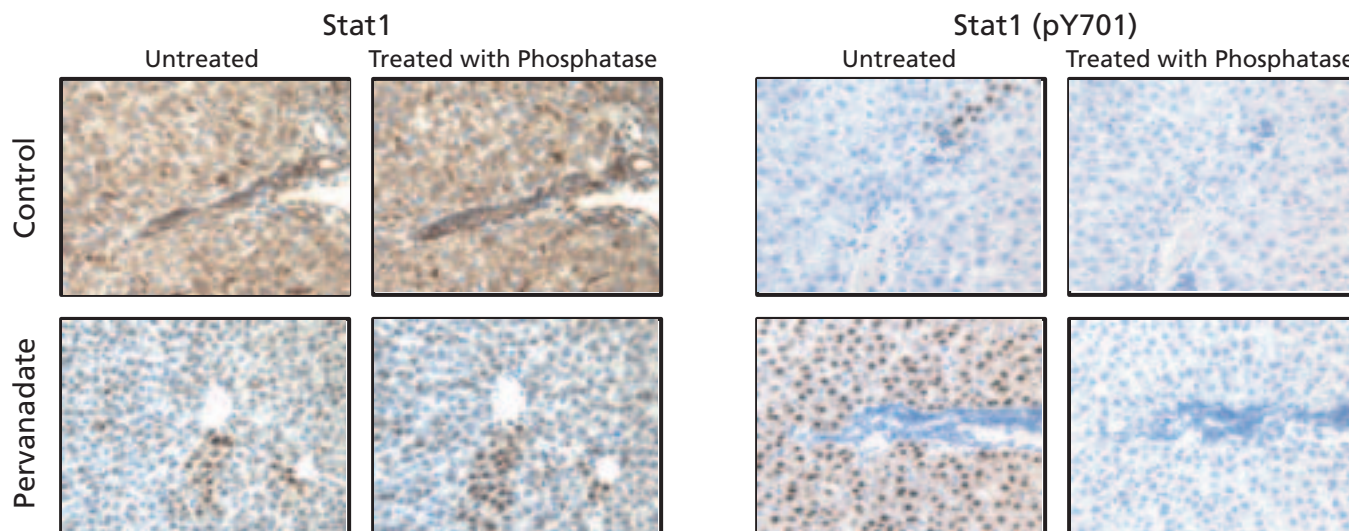 Stat1
Stat1 (pY701)
Untreated
Treated with Phosphatase
Untreated
Treated with Phosphatase
Control
Pervanadate